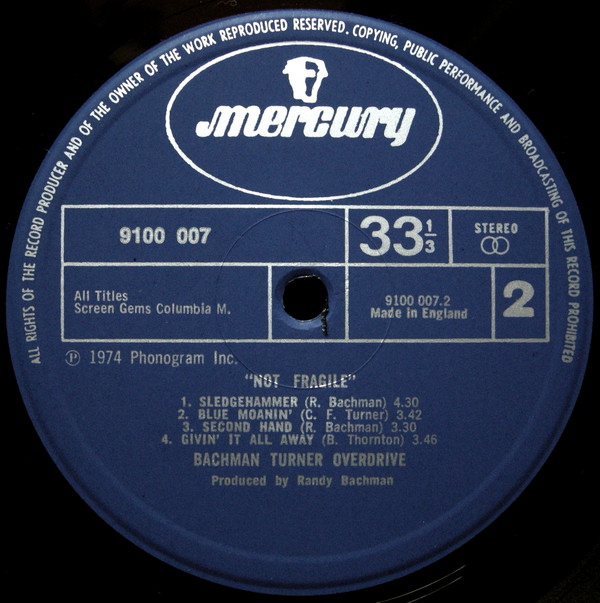 ALL RIGHTS OF THE RECORD PRODUCER AND OF THE OWNER OF THE WORK REPRODUCED RESERVED. COPYING, PUBLIC PERFORMANCE AND BROADCASTING OF THIS RECORD PROHIBITED
mercury
9100 007
33 1/3
STEREO
All Titles
Screen Gems Columbia M.
9100 007.2
Made in England
2
Ⓟ 1974 Phonogram Inc.
"NOT FRAGILE"
1. SLEDGEHAMMER (R. Bachman) 4.30
2. BLUE MOANIN' (C. F. Turner) 3.42
3. SECOND HAND (R. Bachman) 3.30
4. GIVIN' IT ALL AWAY (B. Thornton) 3.46
BACHMAN TURNER OVERDRIVE
Produced by Randy Bachman